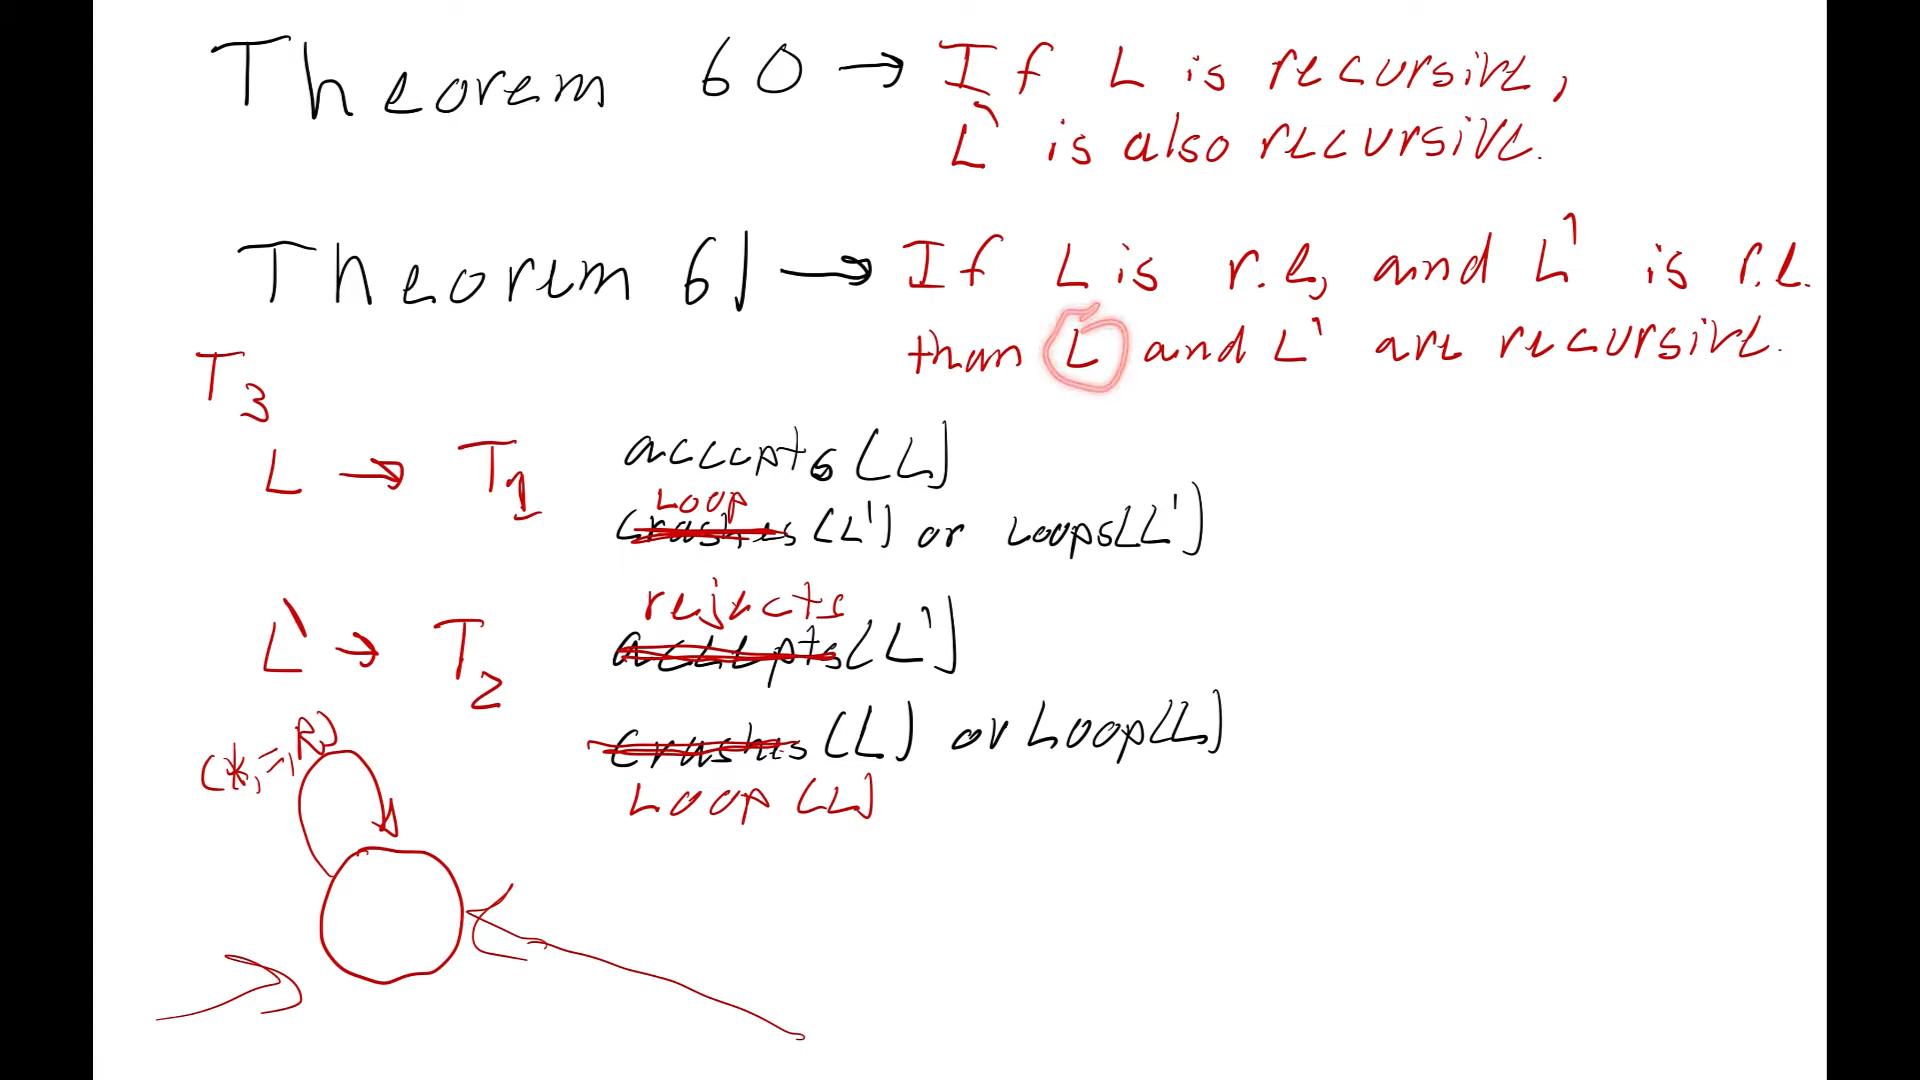 Theorem 60 → If L is recursive,
L' is also recursive.
Theorem 61 → If L is r.e, and L' is r.e.
than L and L' are recursive.
T3
L → T1 accepts(L)
Loop
crashes (L') or Loops(L')
rejects
L' → T2 accepts(L')
crashes (L) or Loop(L)
Loop (L)
(*,=,R)